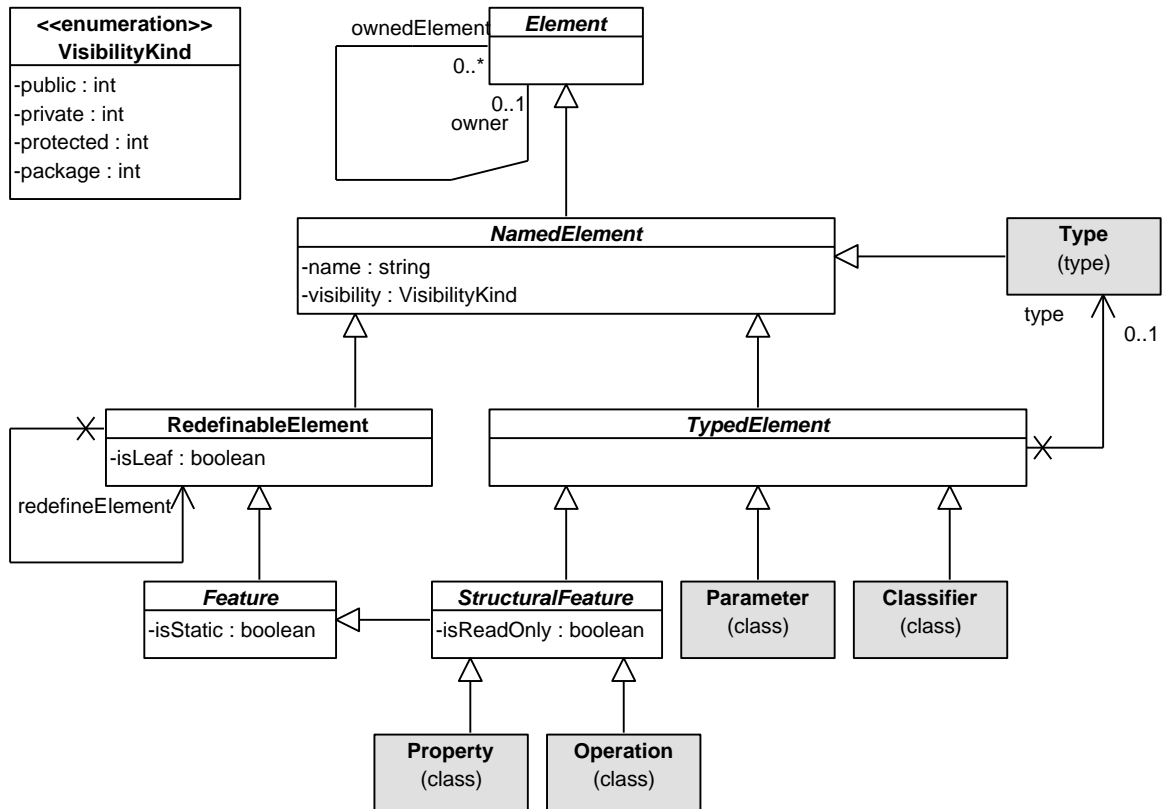 <<enumeration>>
VisibilityKind
-public : int
-private : int
-protected : int
-package : int
ownedElement
Element
0..*
0..1
owner
NamedElement
-name : string
-visibility : VisibilityKind
Type
(type)
type
0..1
RedefinableElement
-isLeaf : boolean
redefineElement
TypedElement
Feature
-isStatic : boolean
StructuralFeature
-isReadOnly : boolean
Parameter
(class)
Classifier
(class)
Property
(class)
Operation
(class)